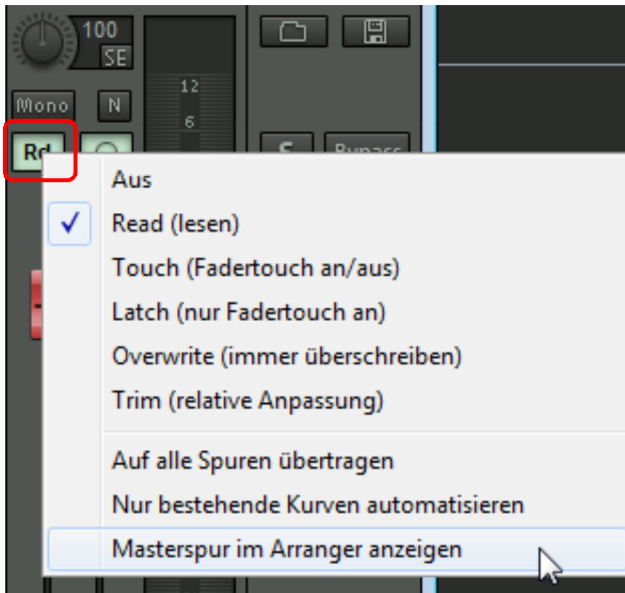 100
SE
12
Mono N
6
Rd
S Bypass
Aus
Read (lesen)
Touch (Fadertouch an/aus)
Latch (nur Fadertouch an)
Overwrite (immer überschreiben)
Trim (relative Anpassung)
Auf alle Spuren übertragen
Nur bestehende Kurven automatisieren
Masterspur im Arranger anzeigen